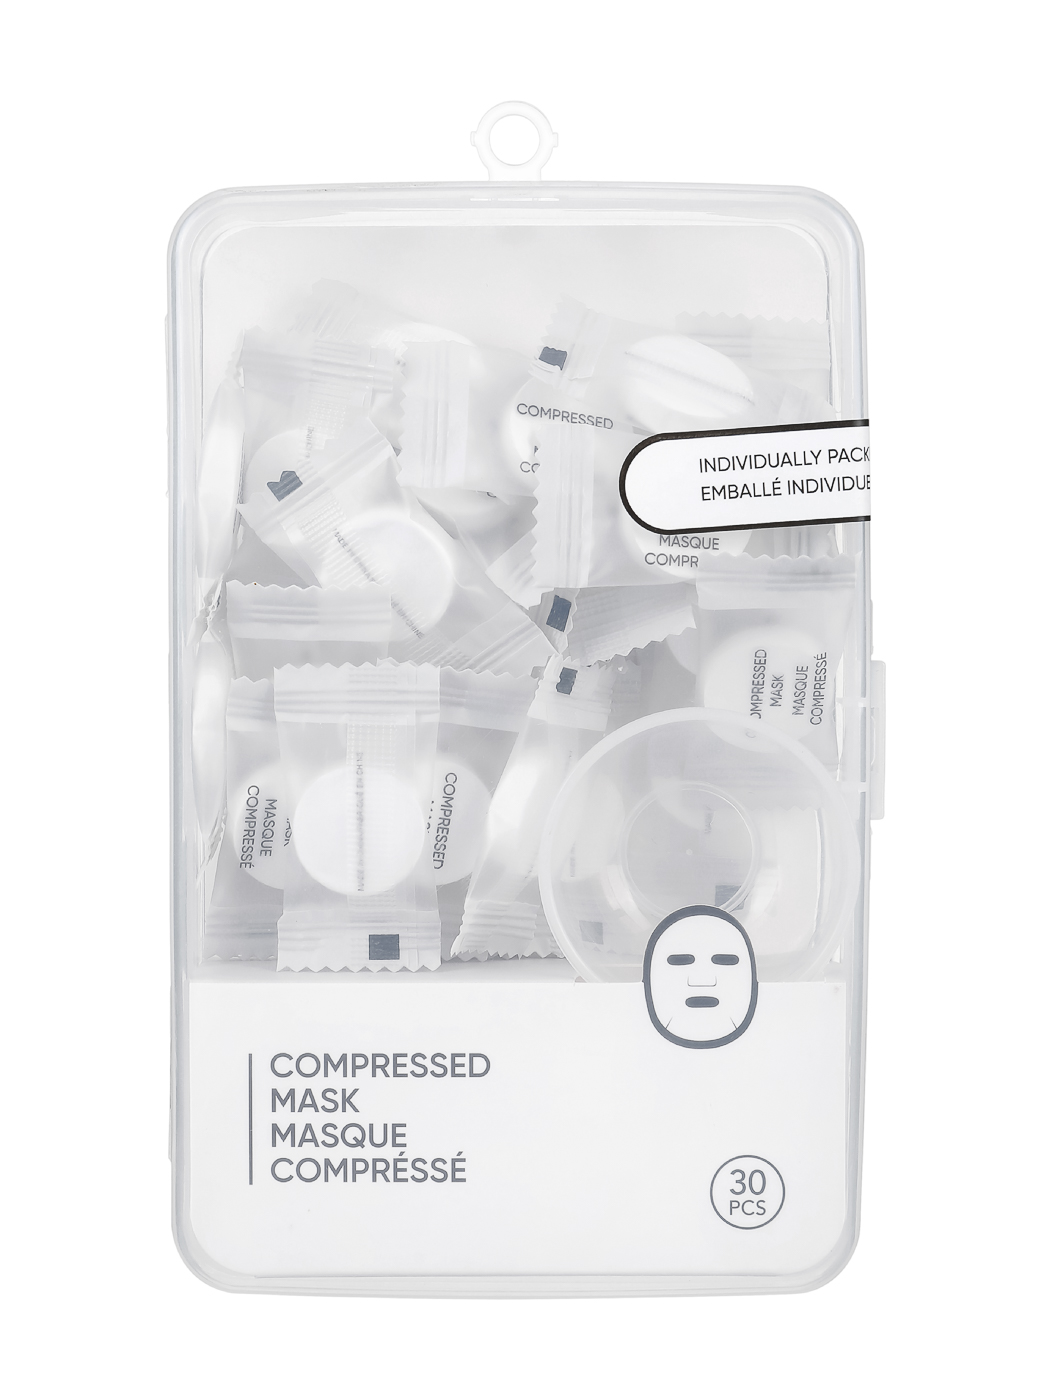 COMPRESSED
INDIVIDUALLY PACK
EMBALLÉ INDIVIDUE
MASQUE
COMPR
COMPRESSED
MASK
MASQUE
COMPRESSÉ
MASQUE
COMPRESSÉ
COMPRESSED
COMPRESSED
MASK
MASQUE
COMPRÉSSÉ
30
PCS